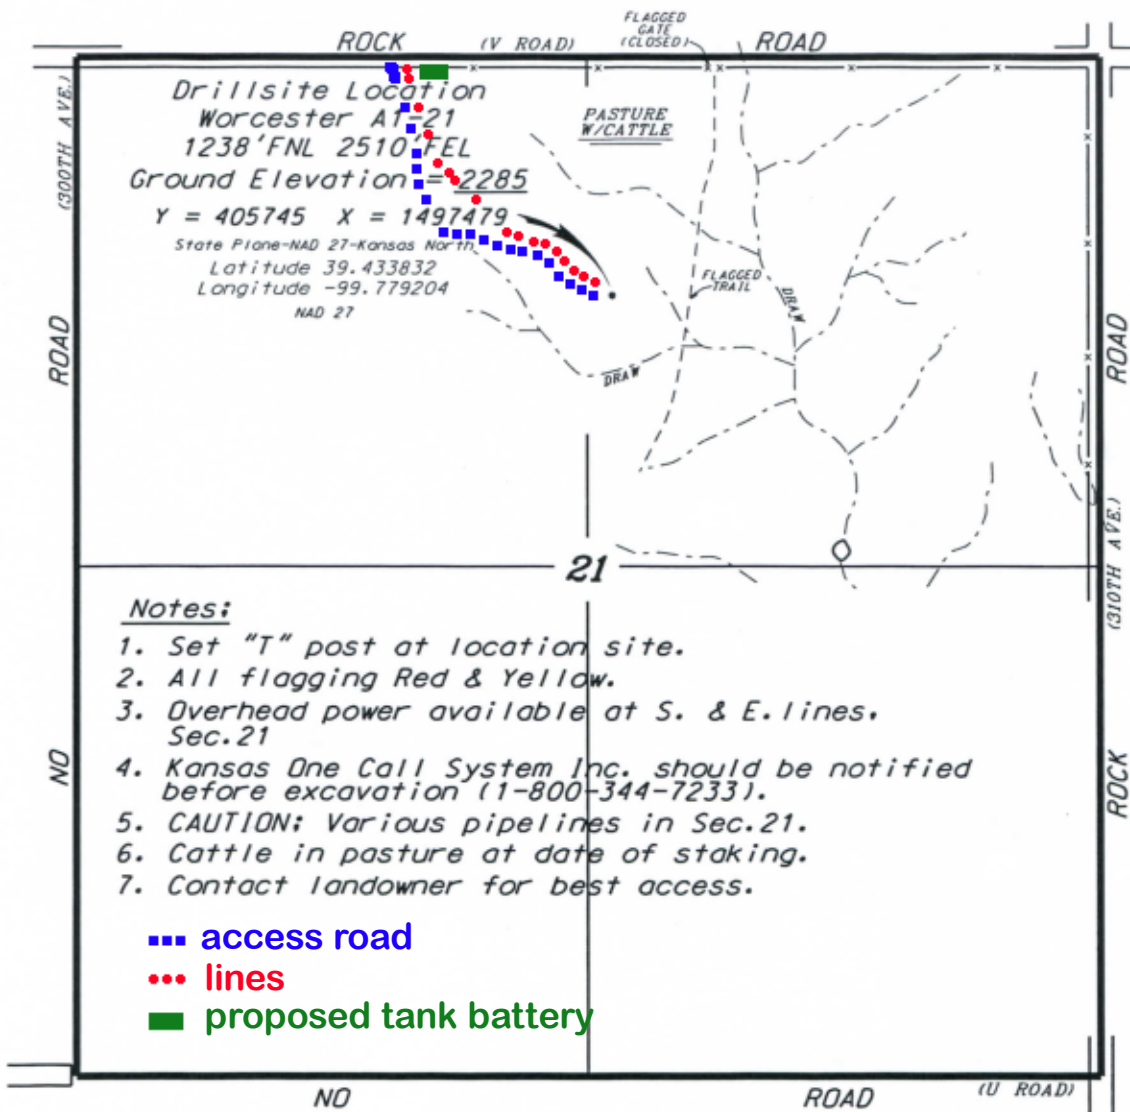 FLAGGED
GATE
(CLOSED)
ROCK (V ROAD) ROAD
(300TH AVE.)
Drillsite Location
Worcester A1-21
1238'FNL 2510'FEL
Ground Elevation = 2285
Y = 405745 X = 1497479
State Plane-NAD 27-Kansas North
Latitude 39.433832
Longitude -99.779204
NAD 27
PASTURE
W/CATTLE
FLAGGED
TRAIL
DRAW
DRAW
ROAD
ROAD
21
(310TH AVE.)
NO
ROCK
Notes:
1. Set "T" post at location site.
2. All flagging Red & Yellow.
3. Overhead power available at S. & E. lines.
Sec.21
4. Kansas One Call System Inc. should be notified
before excavation (1-800-344-7233).
5. CAUTION: Various pipelines in Sec.21.
6. Cattle in pasture at date of staking.
7. Contact landowner for best access.
access road
lines
proposed tank battery
NO ROAD (U ROAD)